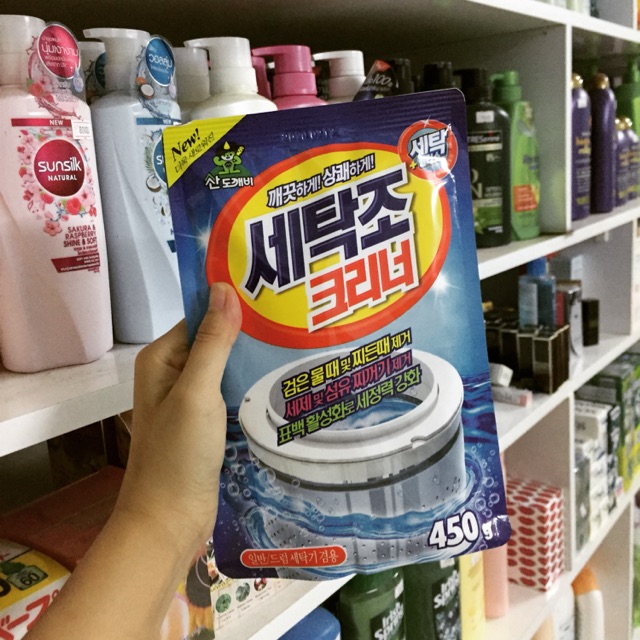 New!
산도깨비
세탁
깨끗하게! 상쾌하게!
세탁조
크리너
검은 물때 및 찌든때 제거
세제 및 섬유 찌꺼기 제거
표백 활성화로 세정력 강화
450g
일반/드럼 세탁기 겸용
NEW
sunsilk
NATURAL
SAKURA &
RASPBERRY
SHINE & SOFT